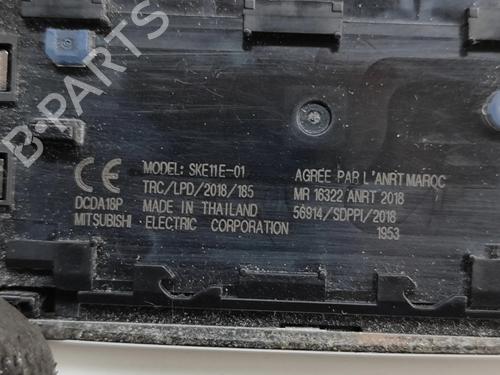 B-PARTS
CE MODEL: SKE11E-01
TRC/LPD/2018/185
DCDA19P MADE IN THAILAND
MITSUBISHI ELECTRIC CORPORATION
AGREE PAR L'ANRT MAROC
MR 16322 ANRT 2018
56914/SDPPI/2018
1953